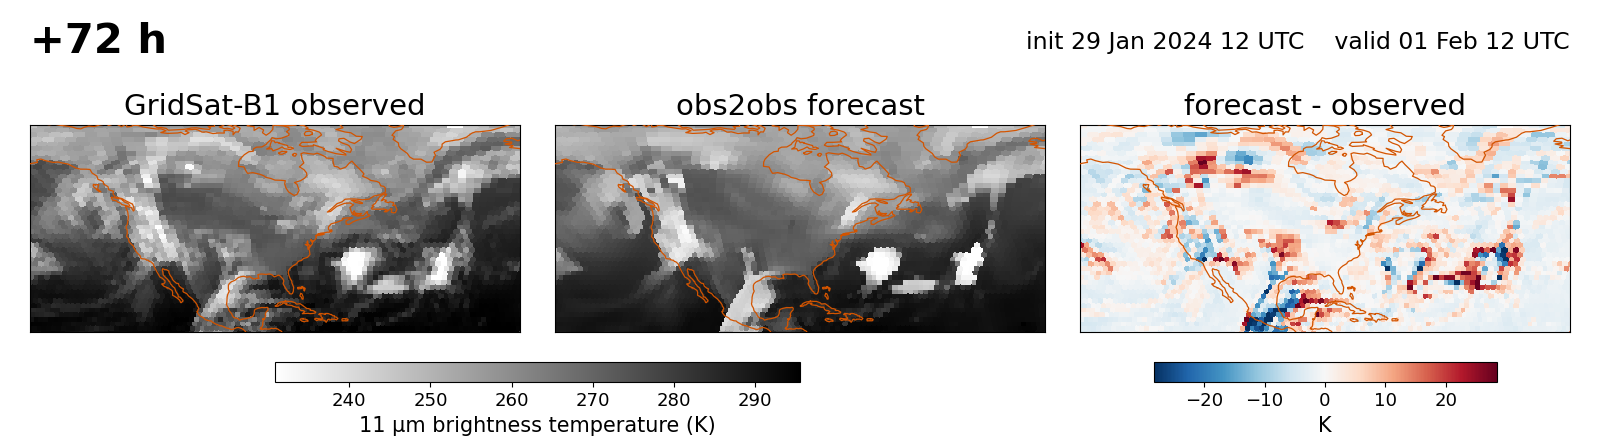 +72 h
init 29 Jan 2024 12 UTC    valid 01 Feb 12 UTC
GridSat-B1 observed
obs2obs forecast
forecast - observed
240 250 260 270 280 290
11 µm brightness temperature (K)
−20 −10 0 10 20
K